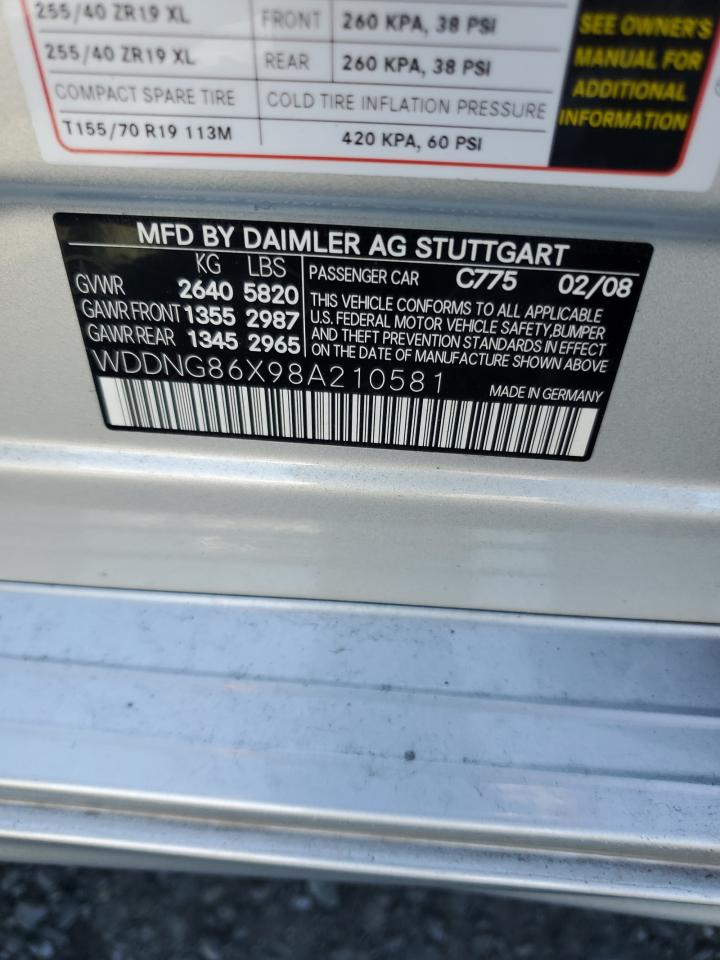 255/40 ZR19 XL FRONT 260 KPA, 38 PSI
255/40 ZR19 XL REAR 260 KPA, 38 PSI
COMPACT SPARE TIRE COLD TIRE INFLATION PRESSURE
T155/70 R19 113M 420 KPA, 60 PSI
SEE OWNER'S
MANUAL FOR
ADDITIONAL
INFORMATION
MFD BY DAIMLER AG STUTTGART
KG LBS
GVWR 2640 5820
GAWR FRONT 1355 2987
GAWR REAR 1345 2965
PASSENGER CAR C775 02/08
THIS VEHICLE CONFORMS TO ALL APPLICABLE
U.S. FEDERAL MOTOR VEHICLE SAFETY,BUMPER
AND THEFT PREVENTION STANDARDS IN EFFECT
ON THE DATE OF MANUFACTURE SHOWN ABOVE
WDDNG86X98A210581
MADE IN GERMANY